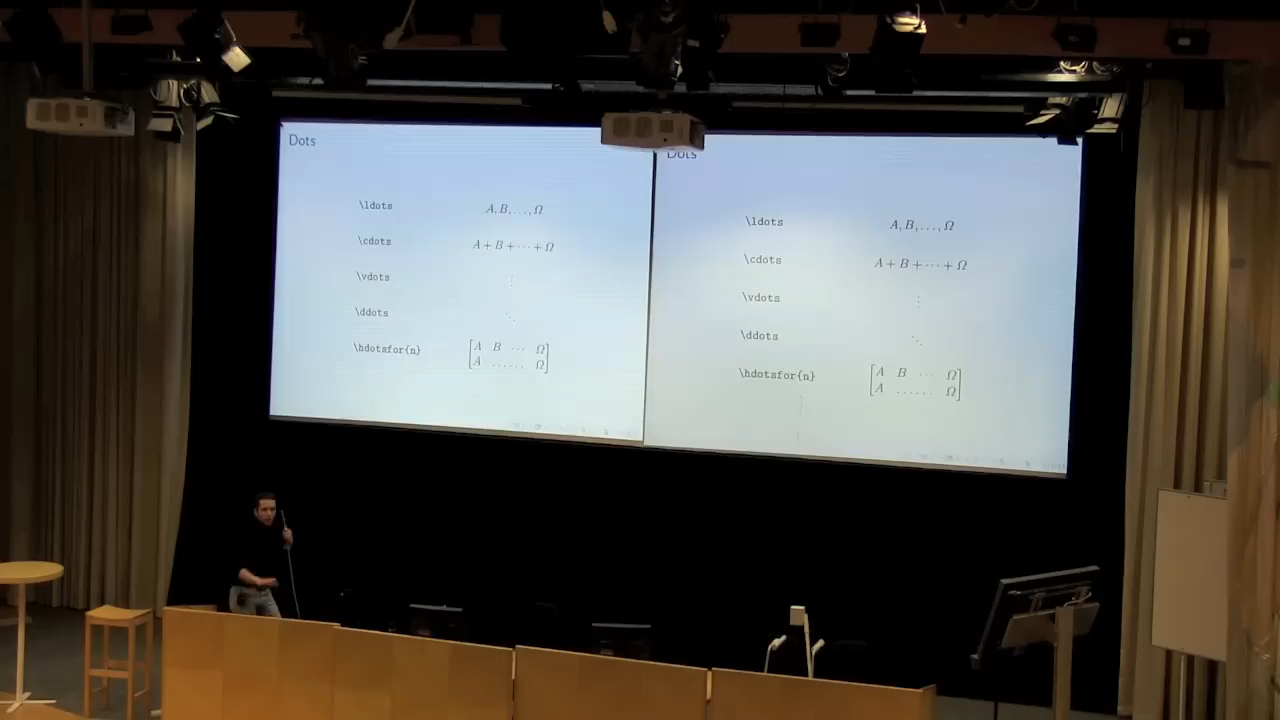 Dots
\ldots A, B, . . . , Ω
\cdots A + B + · · · + Ω
\vdots ⋮
\ddots ⋱
\hdotsfor{n} [A B ⋯ Ω
A . . . . . . Ω]
Dots
\ldots A, B, . . . , Ω
\cdots A + B + · · · + Ω
\vdots ⋮
\ddots ⋱
\hdotsfor{n} [A B ⋯ Ω
A . . . . . . Ω]